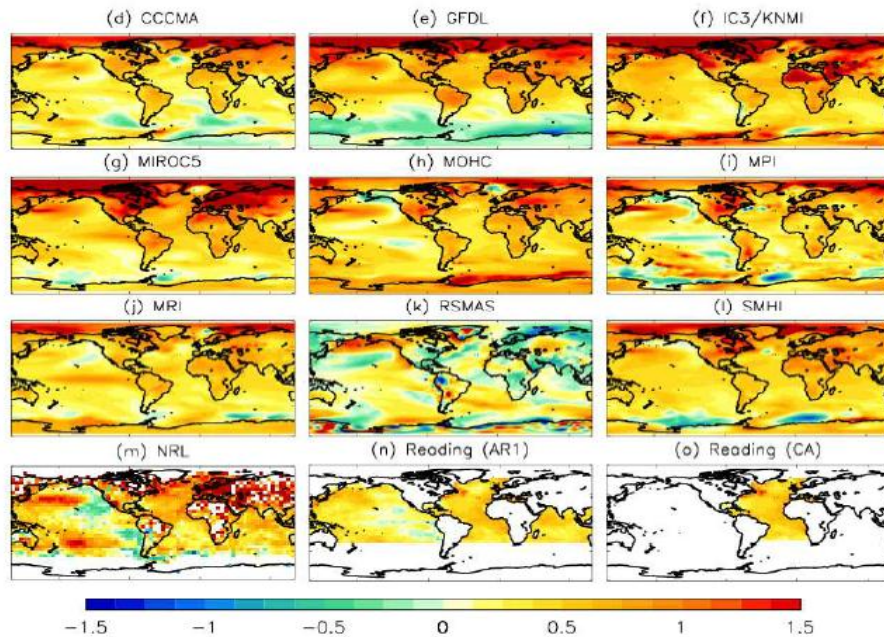 (d) CCCMA (e) GFDL (f) IC3/KNMI
(g) MIROC5 (h) MOHC (i) MPI
(j) MRI (k) RSMAS (l) SMHI
(m) NRL (n) Reading (AR1) (o) Reading (CA)
-1.5 -1 -0.5 0 0.5 1 1.5